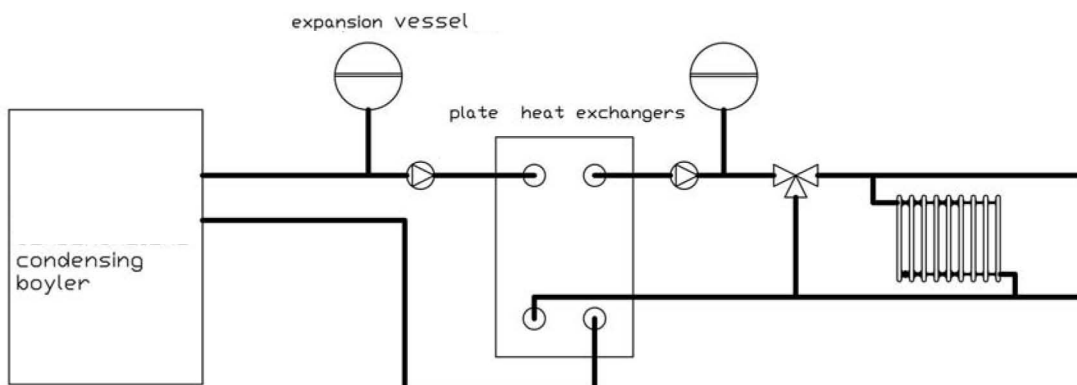 expansion vessel
plate heat exchangers
condensing
boyler